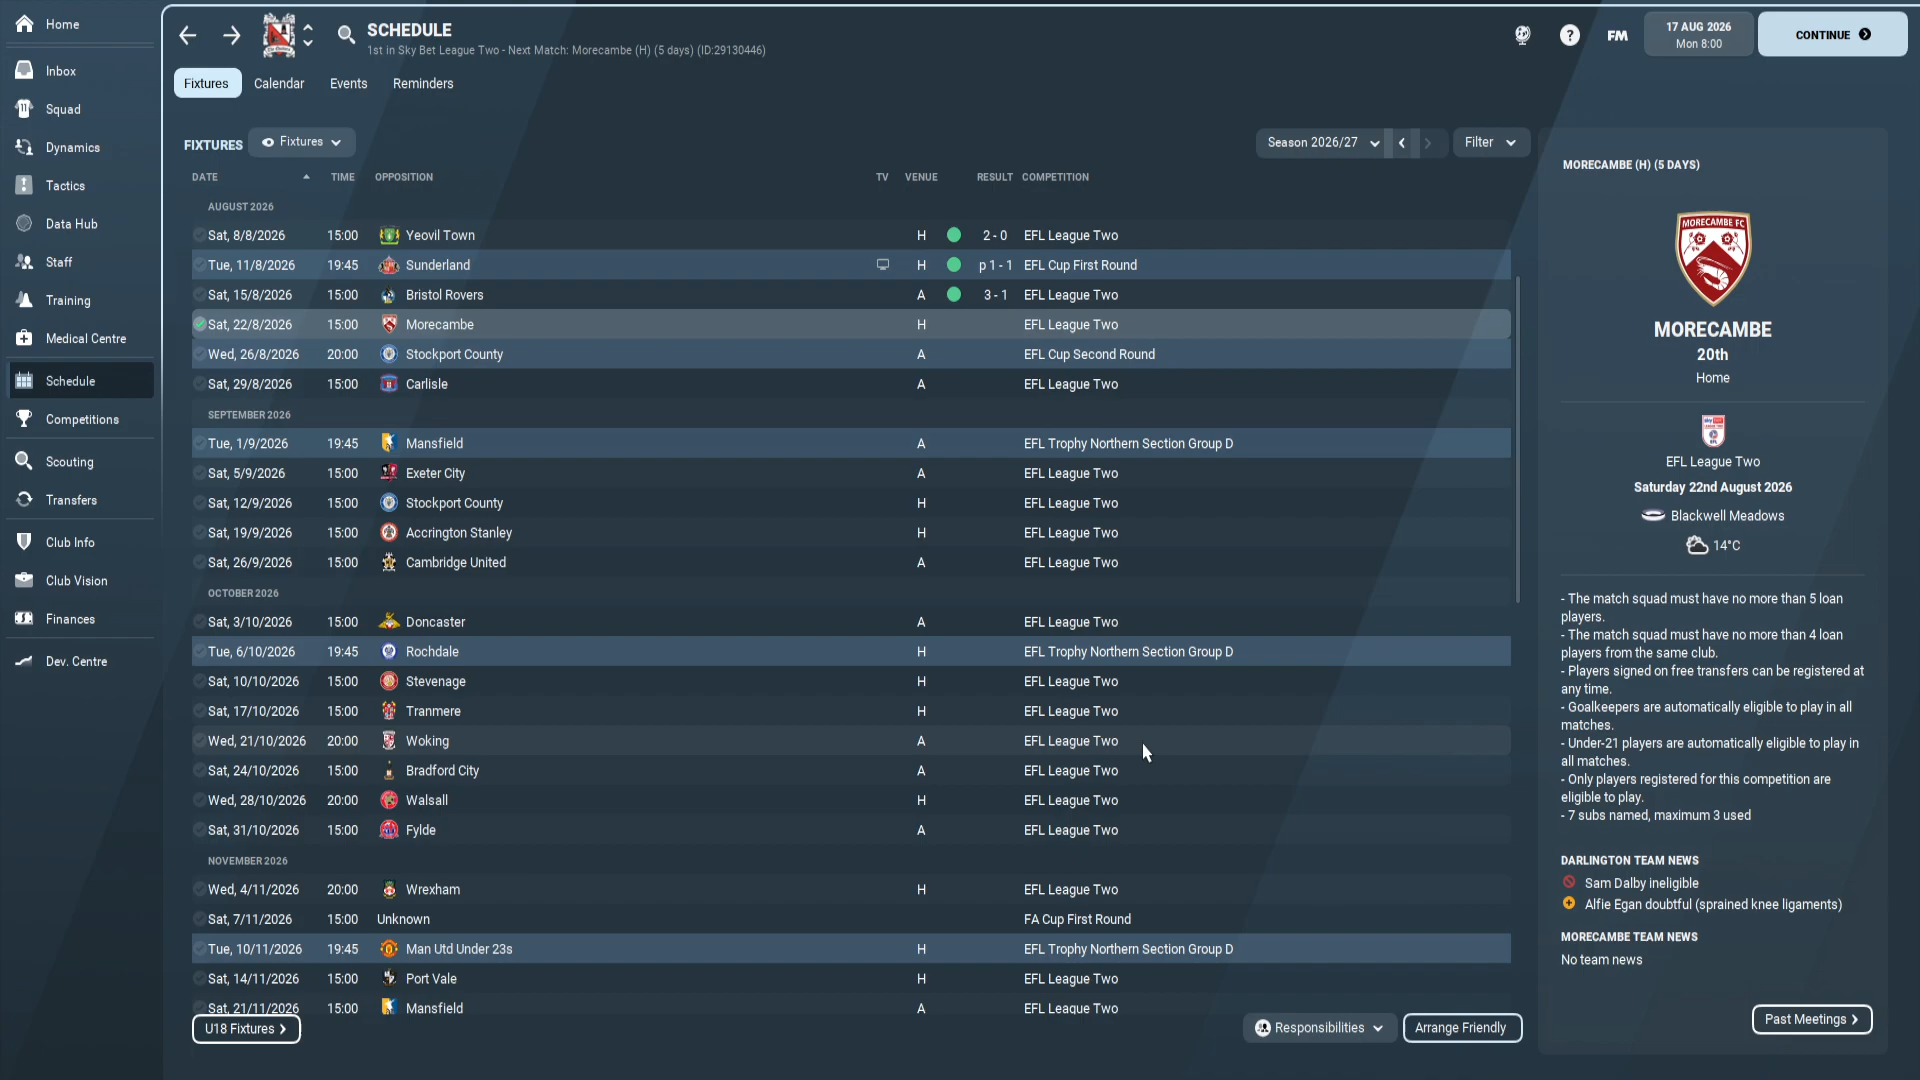 Home
Inbox
Squad
Dynamics
Tactics
Data Hub
Staff
Training
Medical Centre
Schedule
Competitions
Scouting
Transfers
Club Info
Club Vision
Finances
Dev. Centre
SCHEDULE
1st in Sky Bet League Two - Next Match: Morecambe (H) (5 days) (ID:29130446)
FM
17 AUG 2026
Mon 8:00
CONTINUE
Fixtures Calendar Events Reminders
FIXTURES Fixtures
Season 2026/27 Filter
DATE TIME OPPOSITION TV VENUE RESULT COMPETITION
AUGUST 2026
Sat, 8/8/2026 15:00 Yeovil Town H 2 - 0 EFL League Two
Tue, 11/8/2026 19:45 Sunderland H p 1 - 1 EFL Cup First Round
Sat, 15/8/2026 15:00 Bristol Rovers A 3 - 1 EFL League Two
Sat, 22/8/2026 15:00 Morecambe H EFL League Two
Wed, 26/8/2026 20:00 Stockport County A EFL Cup Second Round
Sat, 29/8/2026 15:00 Carlisle A EFL League Two
SEPTEMBER 2026
Tue, 1/9/2026 19:45 Mansfield A EFL Trophy Northern Section Group D
Sat, 5/9/2026 15:00 Exeter City A EFL League Two
Sat, 12/9/2026 15:00 Stockport County H EFL League Two
Sat, 19/9/2026 15:00 Accrington Stanley H EFL League Two
Sat, 26/9/2026 15:00 Cambridge United A EFL League Two
OCTOBER 2026
Sat, 3/10/2026 15:00 Doncaster A EFL League Two
Tue, 6/10/2026 19:45 Rochdale H EFL Trophy Northern Section Group D
Sat, 10/10/2026 15:00 Stevenage H EFL League Two
Sat, 17/10/2026 15:00 Tranmere H EFL League Two
Wed, 21/10/2026 20:00 Woking A EFL League Two
Sat, 24/10/2026 15:00 Bradford City A EFL League Two
Wed, 28/10/2026 20:00 Walsall H EFL League Two
Sat, 31/10/2026 15:00 Fylde A EFL League Two
NOVEMBER 2026
Wed, 4/11/2026 20:00 Wrexham H EFL League Two
Sat, 7/11/2026 15:00 Unknown FA Cup First Round
Tue, 10/11/2026 19:45 Man Utd Under 23s H EFL Trophy Northern Section Group D
Sat, 14/11/2026 15:00 Port Vale H EFL League Two
Sat, 21/11/2026 15:00 Mansfield A EFL League Two
U18 Fixtures
Responsibilities
Arrange Friendly
MORECAMBE (H) (5 DAYS)
MORECAMBE FC
MORECAMBE
20th
Home
EFL League Two
Saturday 22nd August 2026
Blackwell Meadows
14°C
- The match squad must have no more than 5 loan
players.
- The match squad must have no more than 4 loan
players from the same club.
- Players signed on free transfers can be registered at
any time.
- Goalkeepers are automatically eligible to play in all
matches.
- Under-21 players are automatically eligible to play in
all matches.
- Only players registered for this competition are
eligible to play.
- 7 subs named, maximum 3 used
DARLINGTON TEAM NEWS
Sam Dalby ineligible
Alfie Egan doubtful (sprained knee ligaments)
MORECAMBE TEAM NEWS
No team news
Past Meetings